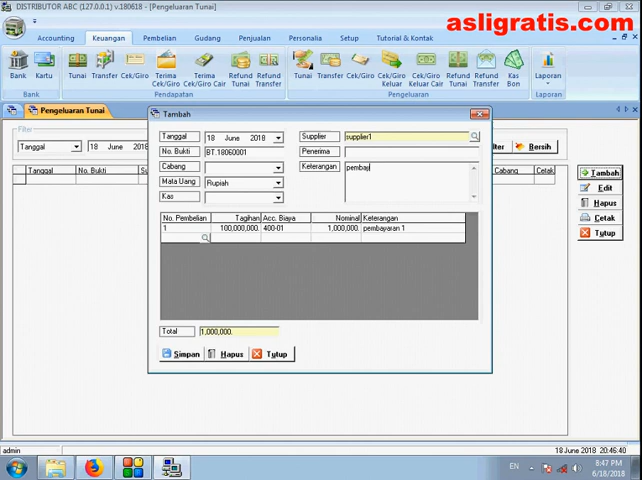 DISTRIBUTOR ABC (127.0.0.1) v.180618 - [Pengeluaran Tunai]
asligratis.com
Accounting Keuangan Pembelian Gudang Penjualan Personalia Setup Tutorial & Kontak
Bank Kartu Tunai Transfer Cek/Giro Terima Cek/Giro Terima Cek/Giro Cair Refund Tunai Refund Transfer Tunai Transfer Cek/Giro Cek/Giro Keluar Cek/Giro Keluar Cair Refund Tunai Refund Transfer Kas Bon Laporan
Bank Pendapatan Pengeluaran Laporan
Pengeluaran Tunai
Filter
Tanggal 18 June 2018
Bersih
Tanggal No. Bukti Cabang Cetak
Tambah
Edit
Hapus
Cetak
Tutup
Tambah
Tanggal 18 June 2018 Supplier supplier1
No. Bukti BT.18060001 Penerima
Cabang Keterangan pembaj
Mata Uang Rupiah
Kas
No. Pembelian Tagihan Acc. Biaya Nominal Keterangan
1 100,000,000. 400-01 1,000,000. pembayaran 1
Total 1,000,000.
Simpan Hapus Tutup
admin 18 June 2018 20:45:40
EN 8:47 PM
6/18/2018